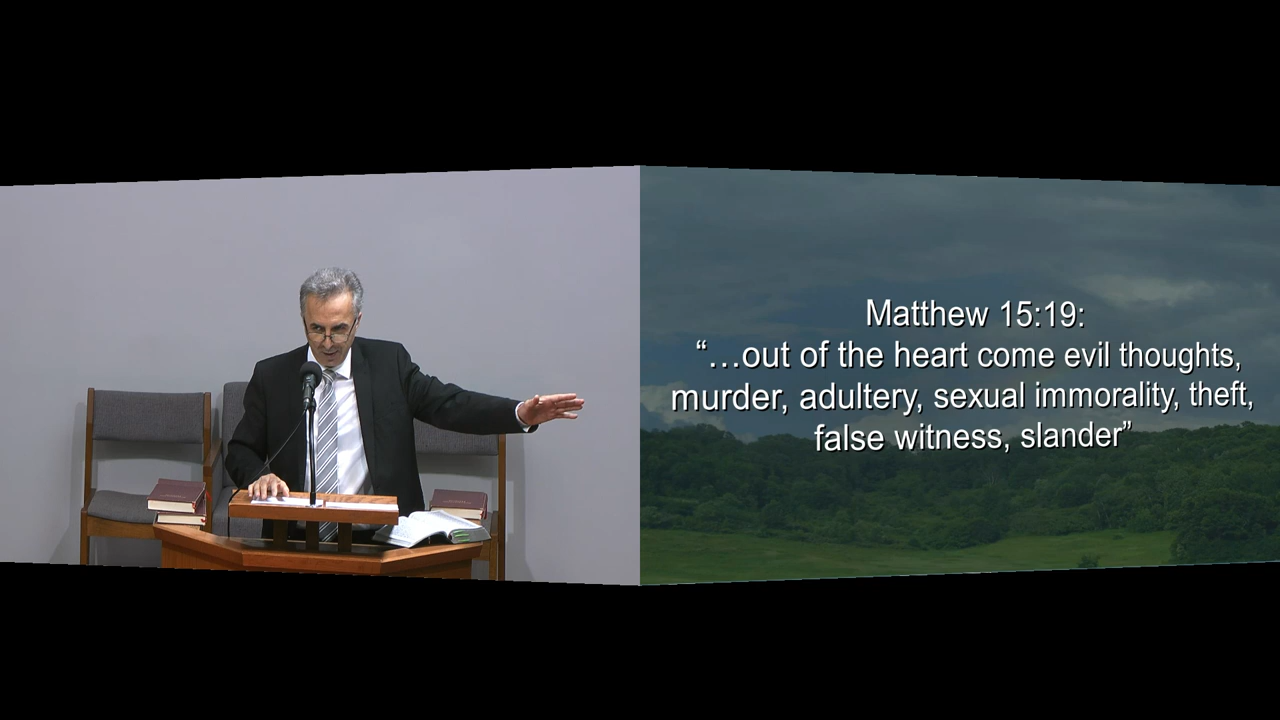 Matthew 15:19:
“…out of the heart come evil thoughts,
murder, adultery, sexual immorality, theft,
false witness, slander”